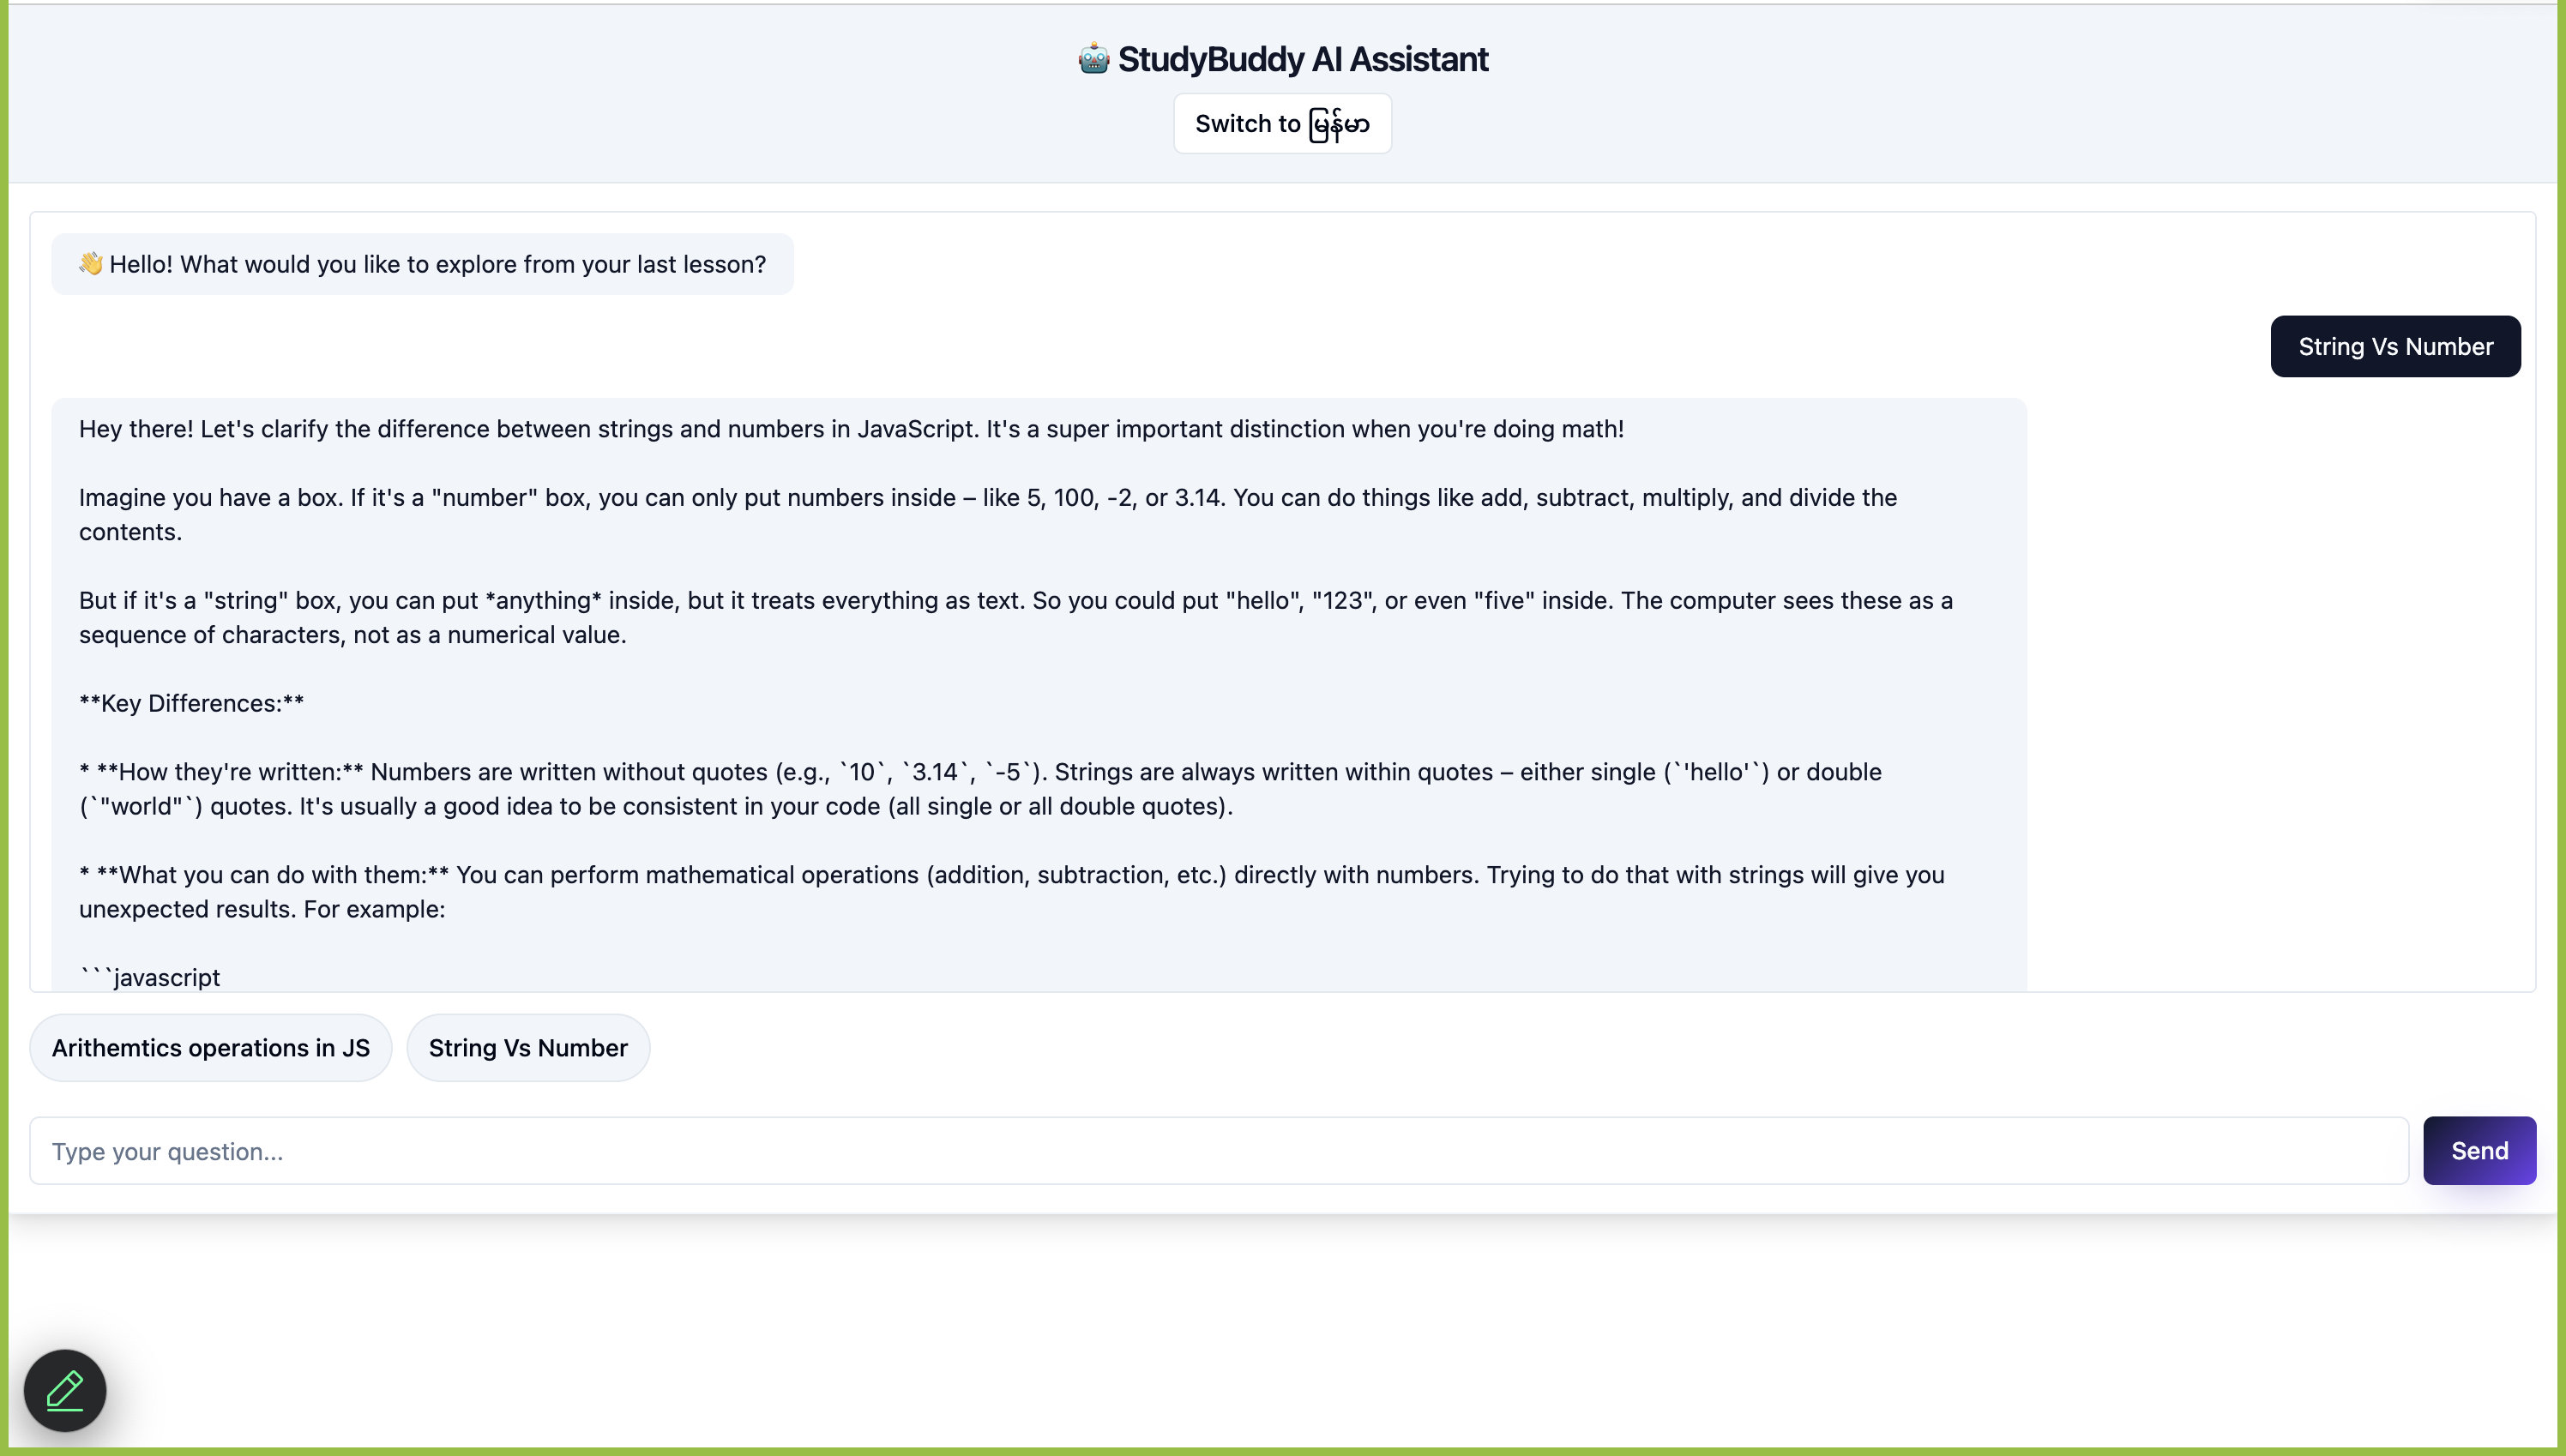 🤖 StudyBuddy AI Assistant
Switch to မြန်မာ
👋 Hello! What would you like to explore from your last lesson?
String Vs Number
Hey there! Let's clarify the difference between strings and numbers in JavaScript. It's a super important distinction when you're doing math!
Imagine you have a box. If it's a "number" box, you can only put numbers inside – like 5, 100, -2, or 3.14. You can do things like add, subtract, multiply, and divide the
contents.
But if it's a "string" box, you can put *anything* inside, but it treats everything as text. So you could put "hello", "123", or even "five" inside. The computer sees these as a
sequence of characters, not as a numerical value.
**Key Differences:**
* **How they're written:** Numbers are written without quotes (e.g., `10`, `3.14`, `-5`). Strings are always written within quotes – either single (`'hello'`) or double
(`"world"`) quotes. It's usually a good idea to be consistent in your code (all single or all double quotes).
* **What you can do with them:** You can perform mathematical operations (addition, subtraction, etc.) directly with numbers. Trying to do that with strings will give you
unexpected results. For example:
```javascript
Arithemtics operations in JS
String Vs Number
Type your question...
Send